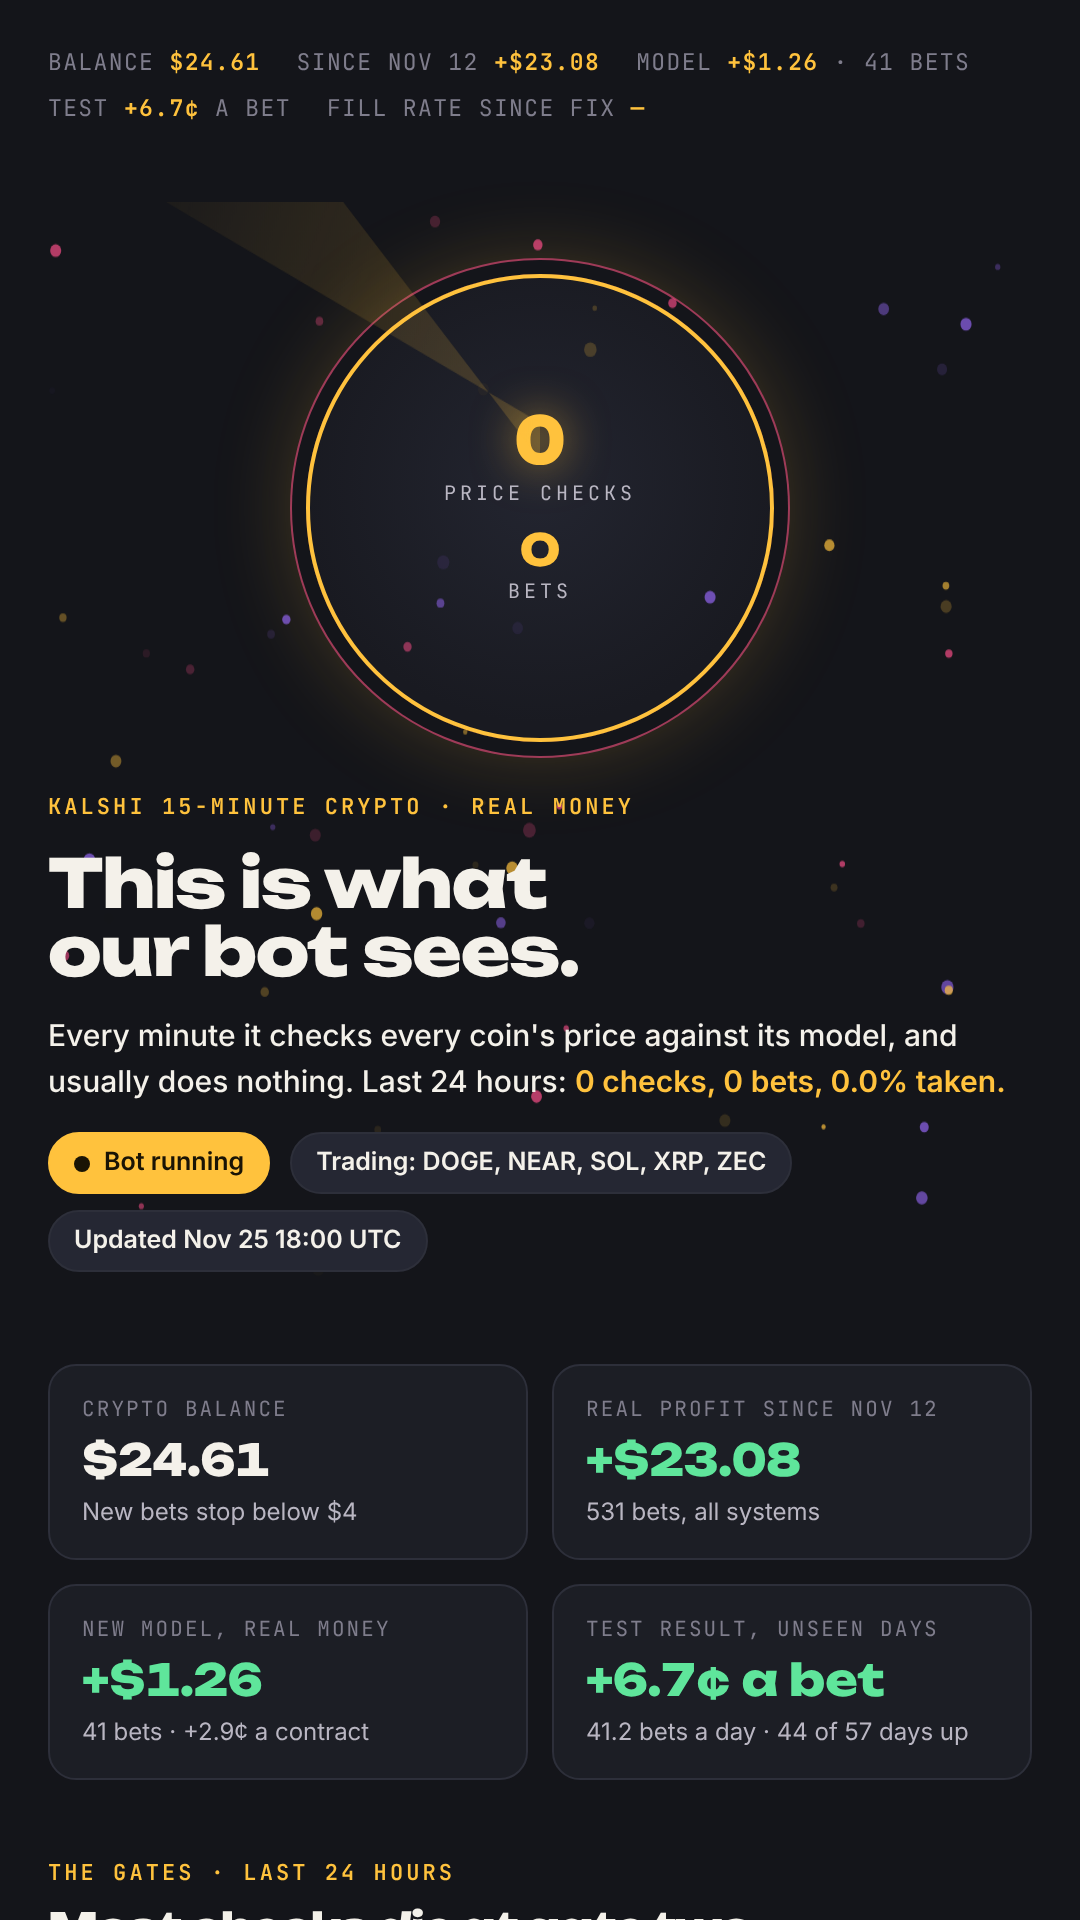 BALANCE $24.61 SINCE NOV 12 +$23.08 MODEL +$1.26 · 41 BETS
TEST +6.7¢ A BET FILL RATE SINCE FIX —
0
PRICE CHECKS
0
BETS
KALSHI 15-MINUTE CRYPTO · REAL MONEY
This is what
our bot sees.
Every minute it checks every coin's price against its model, and
usually does nothing. Last 24 hours: 0 checks, 0 bets, 0.0% taken.
Bot running
Trading: DOGE, NEAR, SOL, XRP, ZEC
Updated Nov 25 18:00 UTC
CRYPTO BALANCE
$24.61
New bets stop below $4
REAL PROFIT SINCE NOV 12
+$23.08
531 bets, all systems
NEW MODEL, REAL MONEY
+$1.26
41 bets · +2.9¢ a contract
TEST RESULT, UNSEEN DAYS
+6.7¢ a bet
41.2 bets a day · 44 of 57 days up
THE GATES · LAST 24 HOURS
Most checks die at gate two